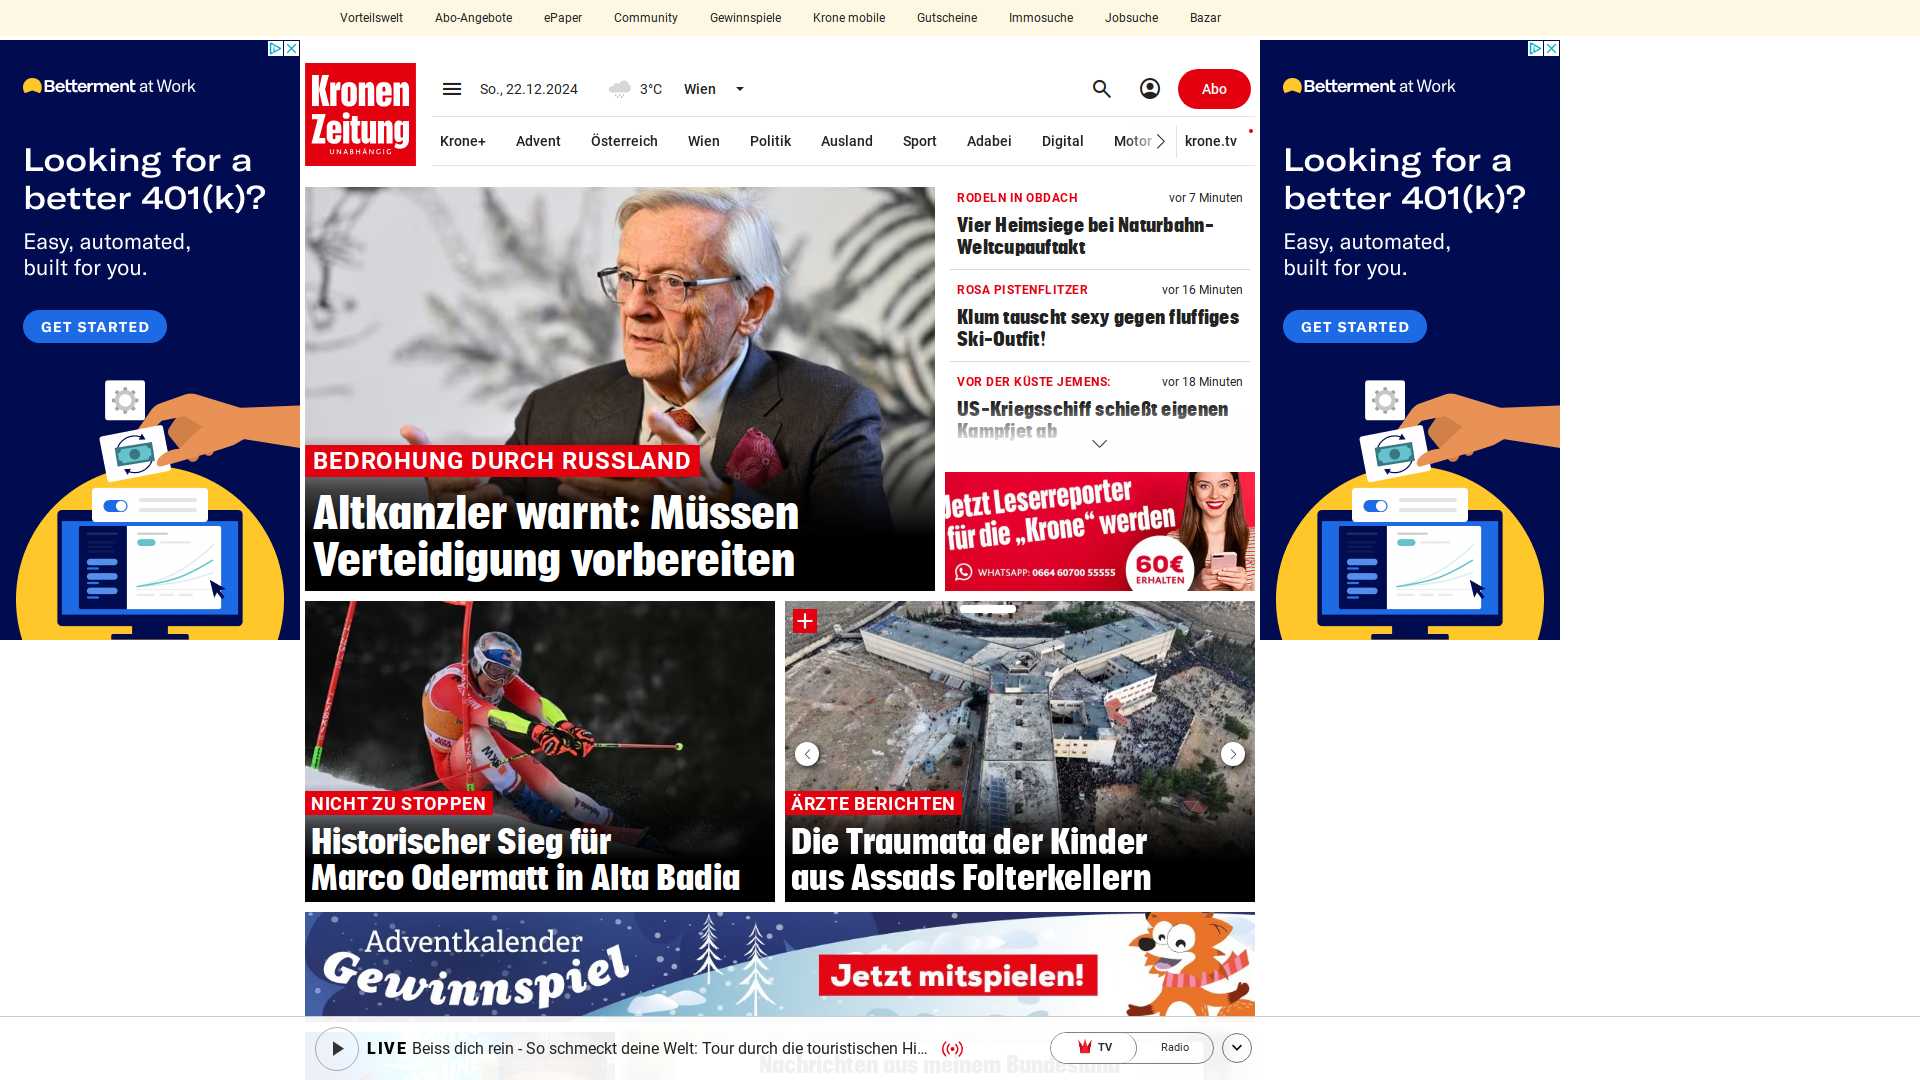 Vorteilswelt Abo-Angebote ePaper Community Gewinnspiele Krone mobile Gutscheine Immosuche Jobsuche Bazar
Betterment at Work
Looking for a
better 401(k)?
Easy, automated,
built for you.
GET STARTED
Kronen
Zeitung
UNABHÄNGIG
So., 22.12.2024 3°C Wien
Abo
Krone+ Advent Österreich Wien Politik Ausland Sport Adabei Digital Motor krone.tv
BEDROHUNG DURCH RUSSLAND
Altkanzler warnt: Müssen
Verteidigung vorbereiten
RODELN IN OBDACH vor 7 Minuten
Vier Heimsiege bei Naturbahn-
Weltcupauftakt
ROSA PISTENFLITZER vor 16 Minuten
Klum tauscht sexy gegen fluffiges
Ski-Outfit!
VOR DER KÜSTE JEMENS: vor 18 Minuten
US-Kriegsschiff schießt eigenen
Kampfjet ab
Jetzt Leserreporter
für die „Krone“ werden
WHATSAPP: 0664 60700 55555
60€
ERHALTEN
Betterment at Work
Looking for a
better 401(k)?
Easy, automated,
built for you.
GET STARTED
NICHT ZU STOPPEN
Historischer Sieg für
Marco Odermatt in Alta Badia
ÄRZTE BERICHTEN
Die Traumata der Kinder
aus Assads Folterkellern
Adventkalender
Gewinnspiel
Jetzt mitspielen!
LIVE Beiss dich rein - So schmeckt deine Welt: Tour durch die touristischen Hi...
TV Radio
Nachrichten aus meinem Bundesland